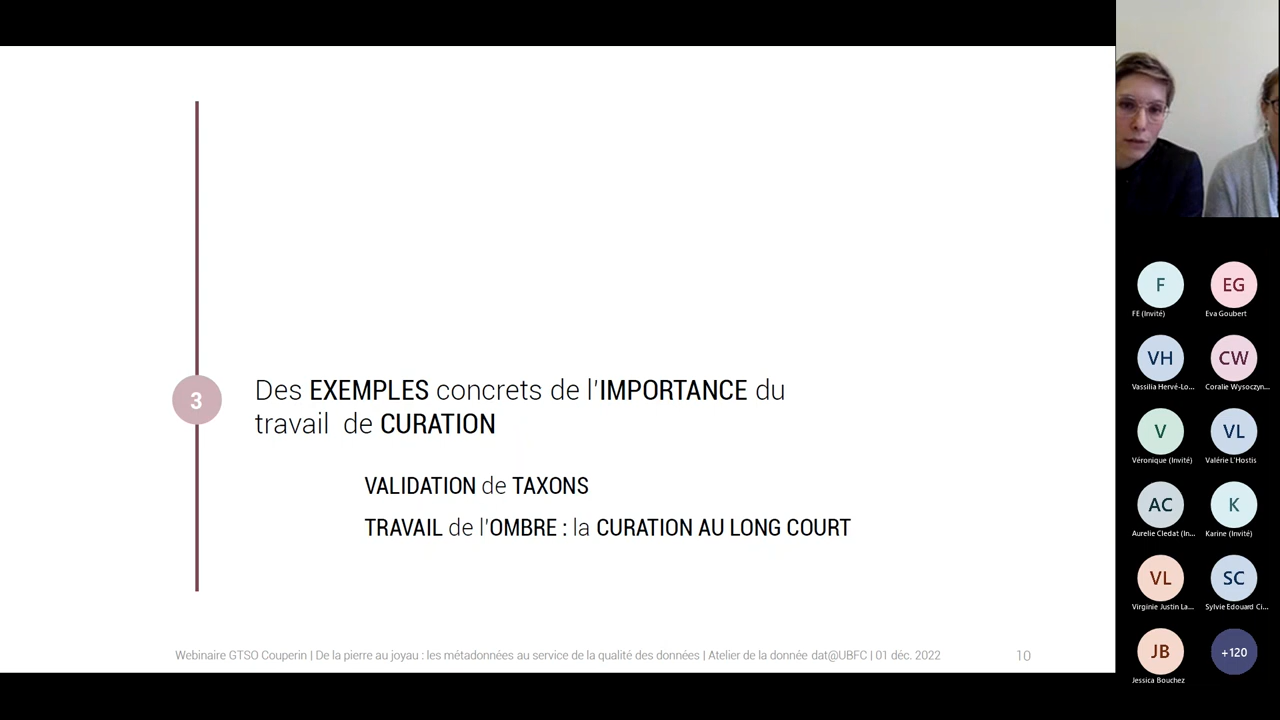 3
Des EXEMPLES concrets de l'IMPORTANCE du
travail de CURATION
VALIDATION de TAXONS
TRAVAIL de l'OMBRE : la CURATION AU LONG COURT
Webinaire GTSO Couperin | De la pierre au joyau : les métadonnées au service de la qualité des données | Atelier de la donnée dat@UBFC | 01 déc. 2022
10
F
EG
FE (Invité)
Eva Goubert
VH
CW
Vassilia Hervé-Lo...
Coralie Wysoczyn...
V
VL
Véronique (Invité)
Valérie L'Hostis
AC
K
Aurelie Cledat (In...
Karine (Invité)
VL
SC
Virginie Justin La...
Sylvie Edouard Ci...
JB
+120
Jessica Bouchez